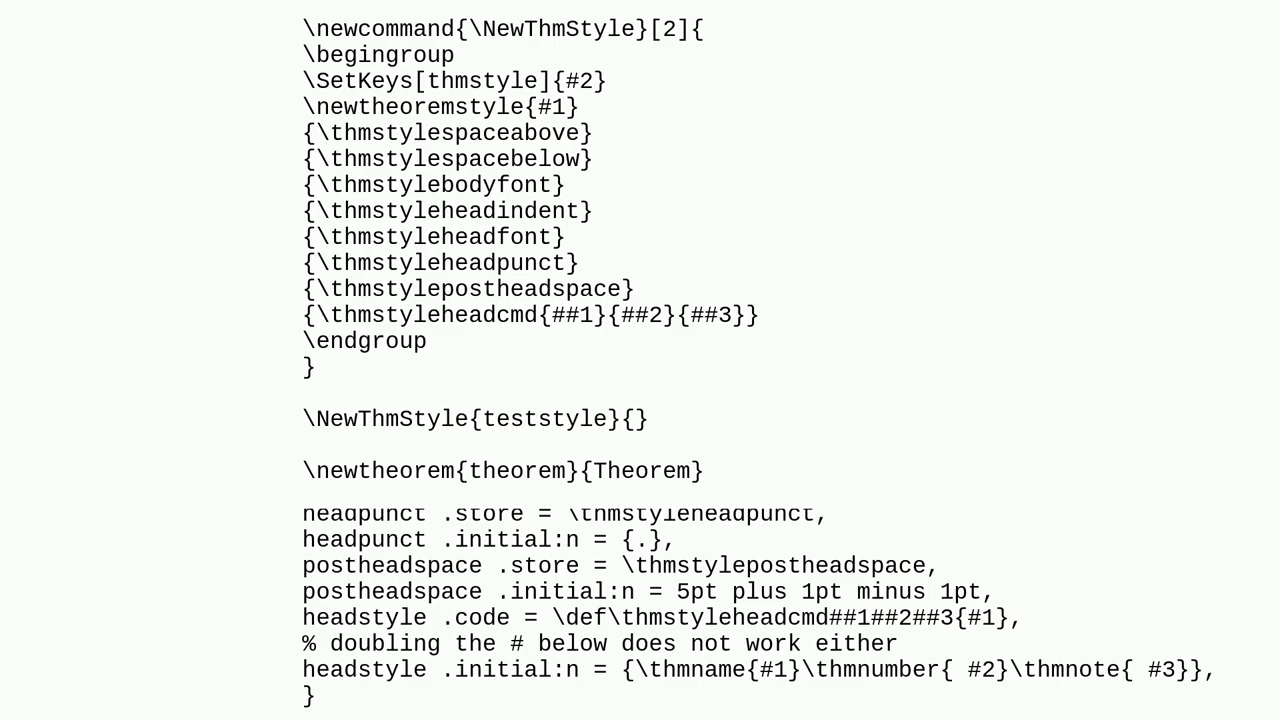 \newcommand{\NewThmStyle}[2]{
\begingroup
\SetKeys[thmstyle]{#2}
\newtheoremstyle{#1}
{\thmstylespaceabove}
{\thmstylespacebelow}
{\thmstylebodyfont}
{\thmstyleheadindent}
{\thmstyleheadfont}
{\thmstyleheadpunct}
{\thmstylepostheadspace}
{\thmstyleheadcmd{##1}{##2}{##3}}
\endgroup
}
\NewThmStyle{teststyle}{}
\newtheorem{theorem}{Theorem}
headpunct .store = \thmstyleheadpunct,
headpunct .initial:n = {.},
postheadspace .store = \thmstylepostheadspace,
postheadspace .initial:n = 5pt plus 1pt minus 1pt,
headstyle .code = \def\thmstyleheadcmd##1##2##3{#1},
% doubling the # below does not work either
headstyle .initial:n = {\thmname{#1}\thmnumber{ #2}\thmnote{ #3}},
}